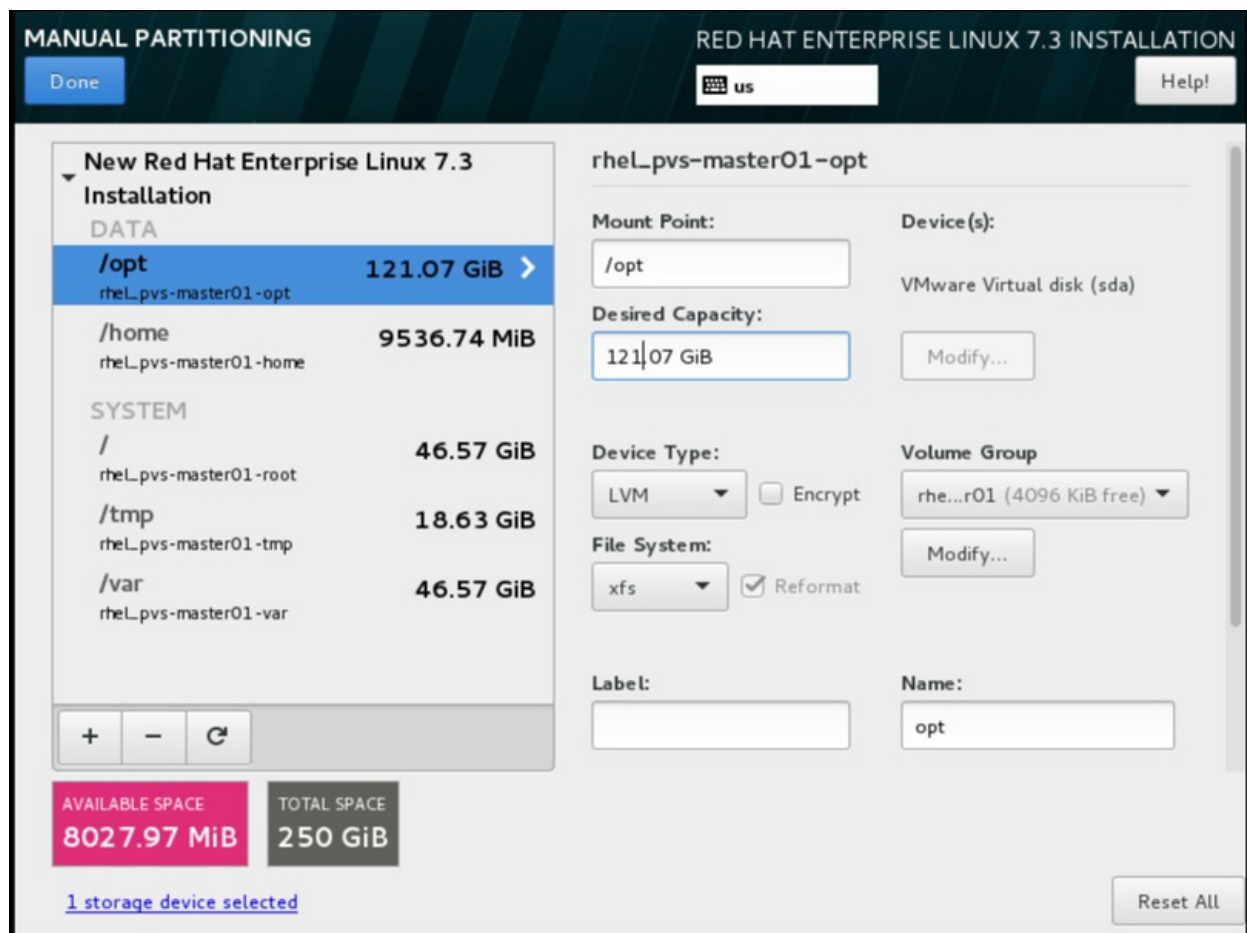 MANUAL PARTITIONING
RED HAT ENTERPRISE LINUX 7.3 INSTALLATION
Done
us
Help!
New Red Hat Enterprise Linux 7.3
Installation
DATA
/opt
121.07 GiB
rhel_pvs-master01-opt
/home
9536.74 MiB
rhel_pvs-master01-home
SYSTEM
/
46.57 GiB
rhel_pvs-master01-root
/tmp
18.63 GiB
rhel_pvs-master01-tmp
/var
46.57 GiB
rhel_pvs-master01-var
+
-
AVAILABLE SPACE
8027.97 MiB
TOTAL SPACE
250 GiB
1 storage device selected
rhel_pvs-master01-opt
Mount Point:
/opt
Device(s):
VMware Virtual disk (sda)
Desired Capacity:
121.07 GiB
Modify...
Device Type:
LVM
Encrypt
Volume Group
rhe...r01 (4096 KiB free)
File System:
xfs
Reformat
Modify...
Label:
Name:
opt
Reset All